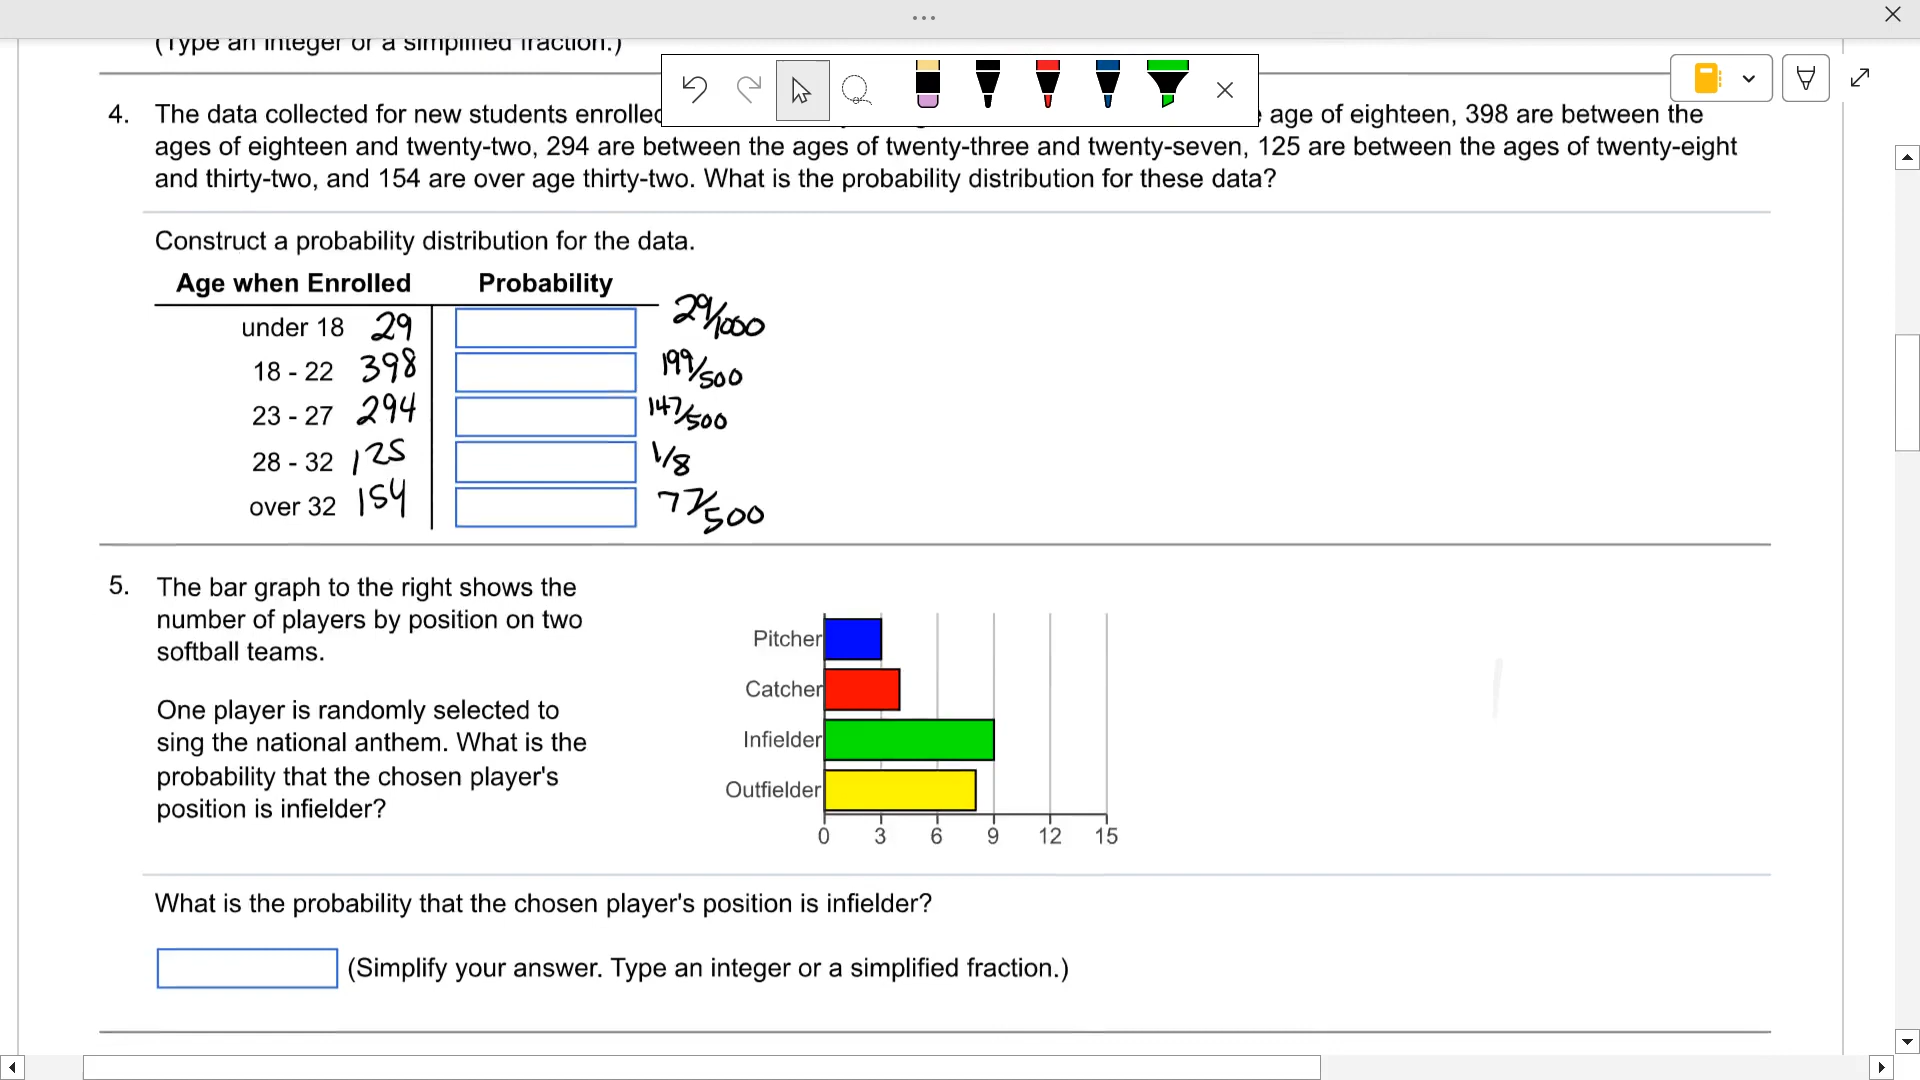 (Type an integer or a simplified fraction.)
4. The data collected for new students enrolled age of eighteen, 398 are between the
ages of eighteen and twenty-two, 294 are between the ages of twenty-three and twenty-seven, 125 are between the ages of twenty-eight
and thirty-two, and 154 are over age thirty-two. What is the probability distribution for these data?
Construct a probability distribution for the data.
Age when Enrolled Probability
under 18 29 29/1000
18 - 22 398 199/500
23 - 27 294 147/500
28 - 32 125 1/8
over 32 154 77/500
5. The bar graph to the right shows the
number of players by position on two
softball teams.
One player is randomly selected to
sing the national anthem. What is the
probability that the chosen player's
position is infielder?
Pitcher
Catcher
Infielder
Outfielder
0 3 6 9 12 15
What is the probability that the chosen player's position is infielder?
(Simplify your answer. Type an integer or a simplified fraction.)